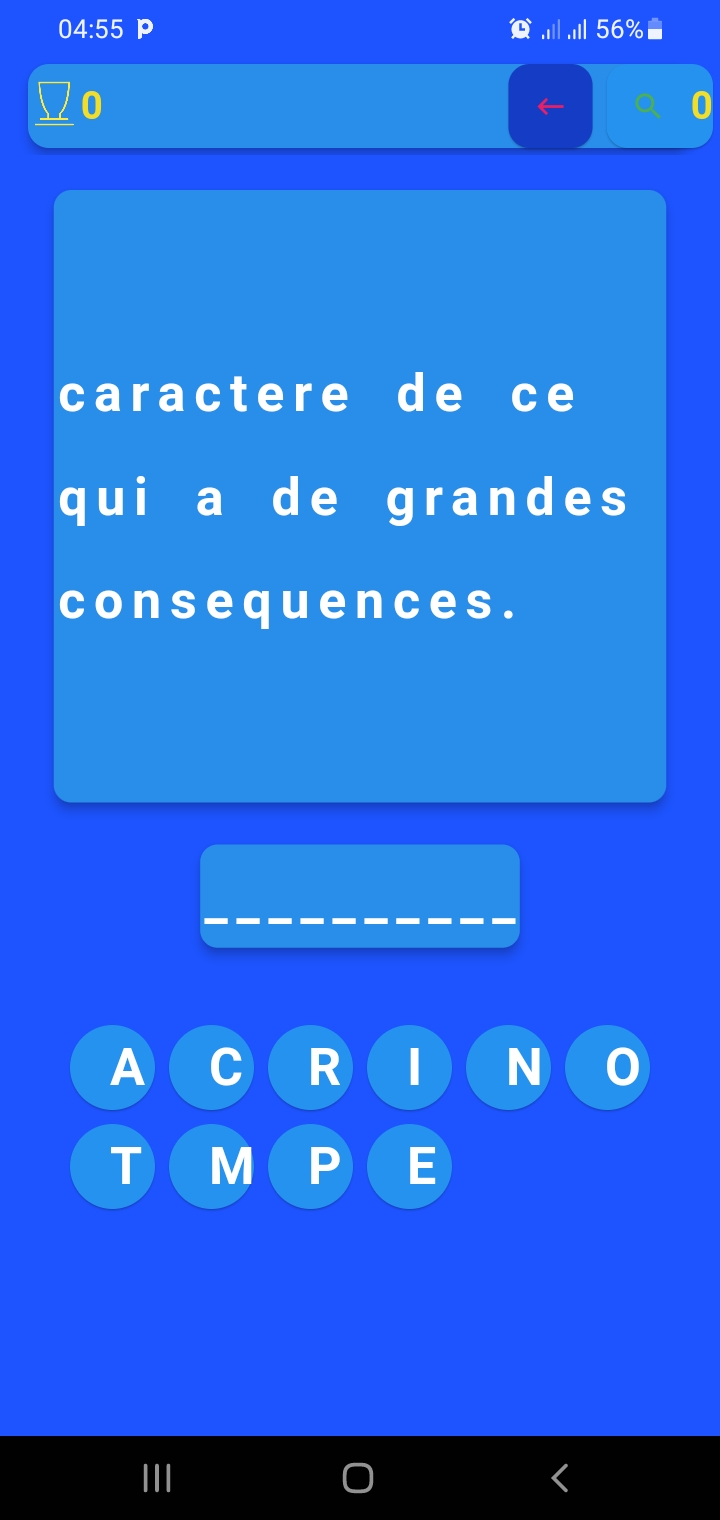 04:55 56%
0 0
caractere de ce
qui a de grandes
consequences.
__________
A C R I N O
T M P E